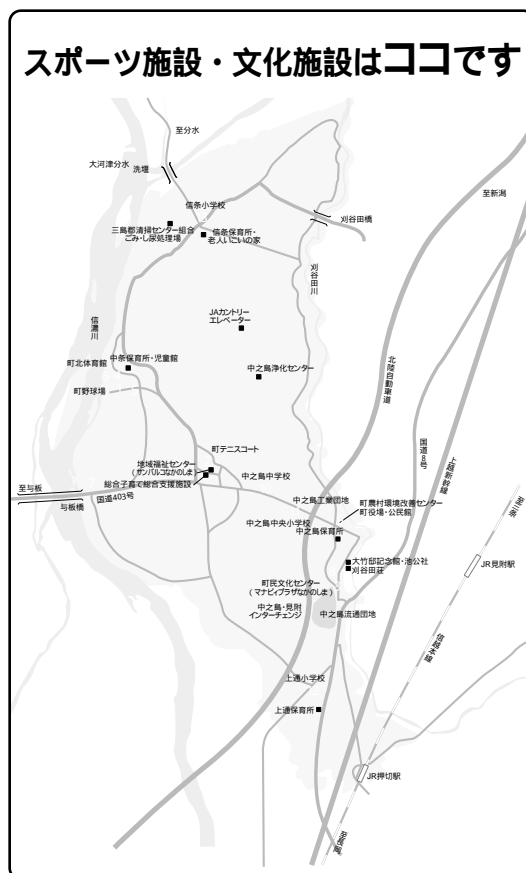 スポーツ施設・文化施設はココです
至分水
大河津分水
洗堰
至新潟
信条小学校
刈谷田橋
三島郡清掃センター組合
ごみ・し尿処理場
信条保育所・
老人いこいの家
刈谷田川
JAカントリー
エレベーター
信濃川
北陸自動車道
町北体育館
中条保育所・児童館
中之島浄化センター
町野球場
国道8号
上越新幹線
町テニスコート
地域福祉センター
(サンパルコなかのしま)
中之島中学校
総合子育て総合支援施設
至与板
与板橋
国道403号
中之島工業団地
町農村環境改善センター
町役場・公民館
至三条
中之島中央小学校
中之島保育所
大竹邸記念館・池公社
刈谷田荘
JR見附駅
町民文化センター
(マナビィプラザなかのしま)
中之島・見附
インターチェンジ
中之島流通団地
信越本線
上通小学校
上通保育所
JR押切駅
至長岡